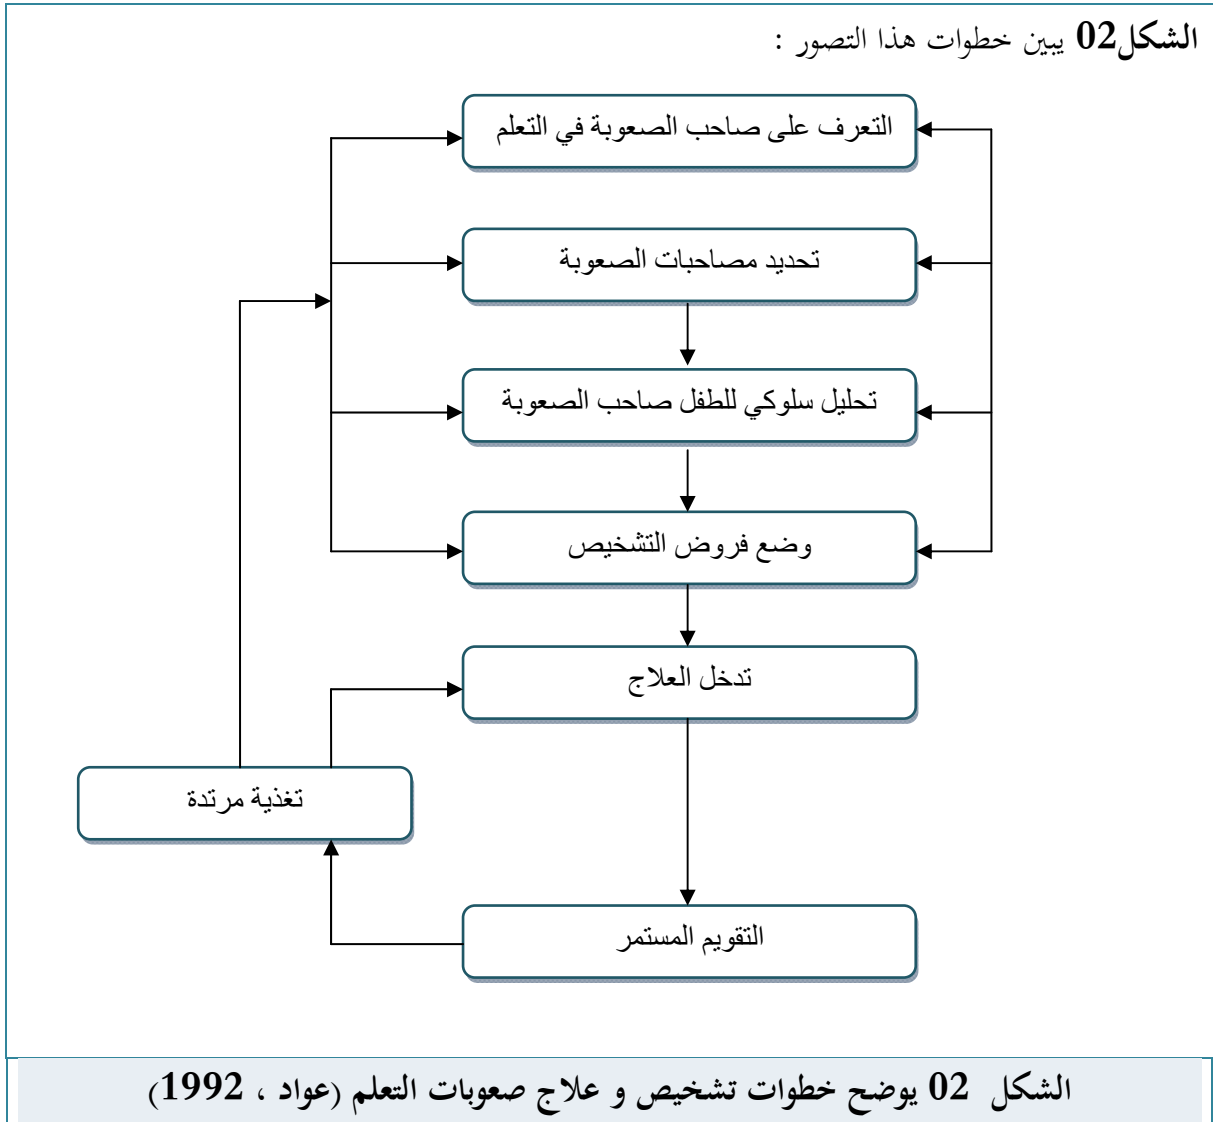 الشكل02 يبين خطوات هذا التصور :
التعرف على صاحب الصعوبة في التعلم
تحديد مصاحبات الصعوبة
تحليل سلوكي للطفل صاحب الصعوبة
وضع فروض التشخيص
تدخل العلاج
تغذية مرتدة
التقويم المستمر
الشكل 02 يوضح خطوات تشخيص و علاج صعوبات التعلم (عواد ، 1992)